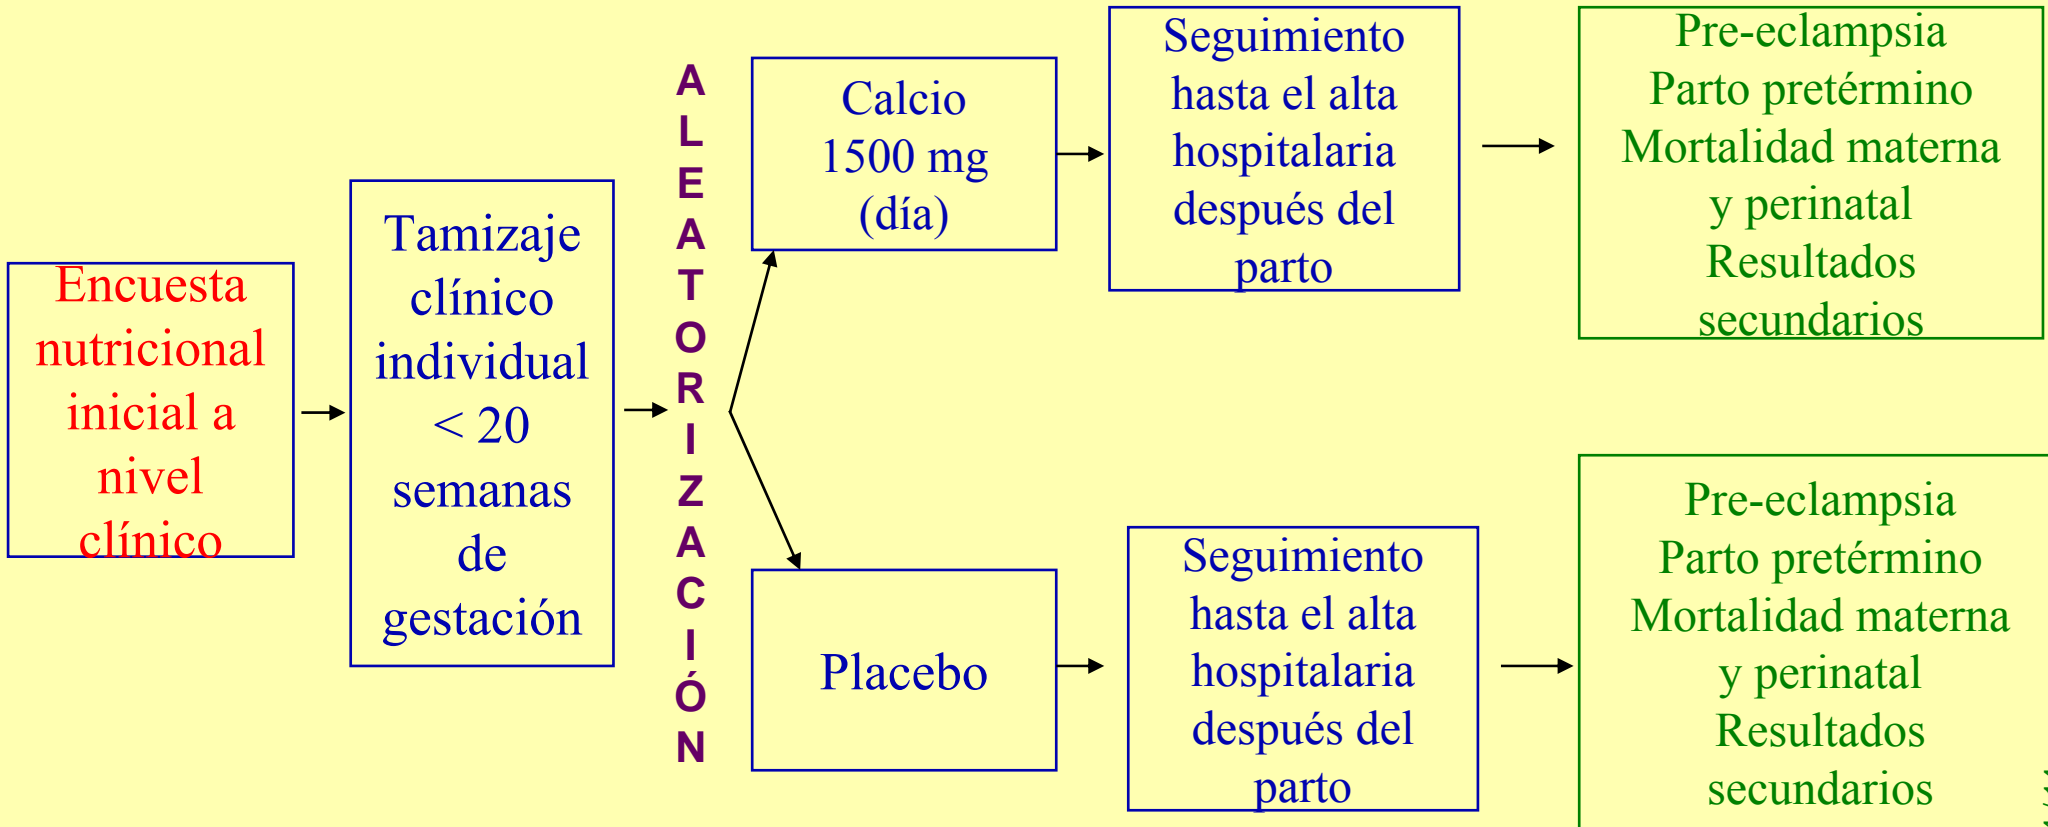 Encuesta
nutricional
inicial a
nivel
clínico
Tamizaje
clínico
individual
< 20
semanas
de
gestación
ALEATORIZACIÓN
Calcio
1500 mg
(día)
Seguimiento
hasta el alta
hospitalaria
después del
parto
Pre-eclampsia
Parto pretérmino
Mortalidad materna
y perinatal
Resultados
secundarios
Placebo
Seguimiento
hasta el alta
hospitalaria
después del
parto
Pre-eclampsia
Parto pretérmino
Mortalidad materna
y perinatal
Resultados
secundarios